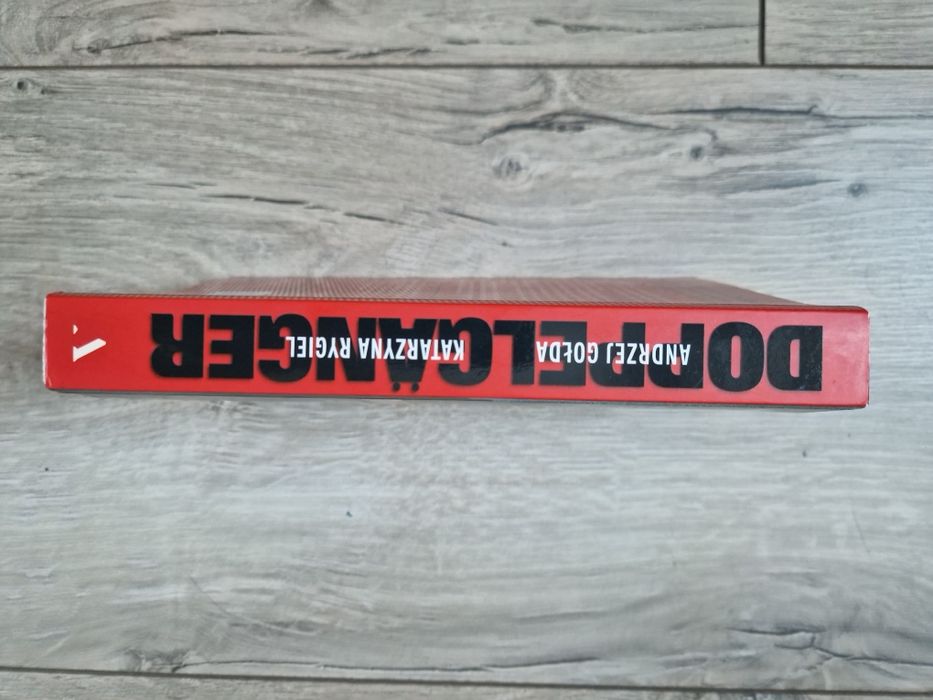 DOPPELGÄNGER
ANDRZEJ GOŁDA
KATARZYNA RYGIEL